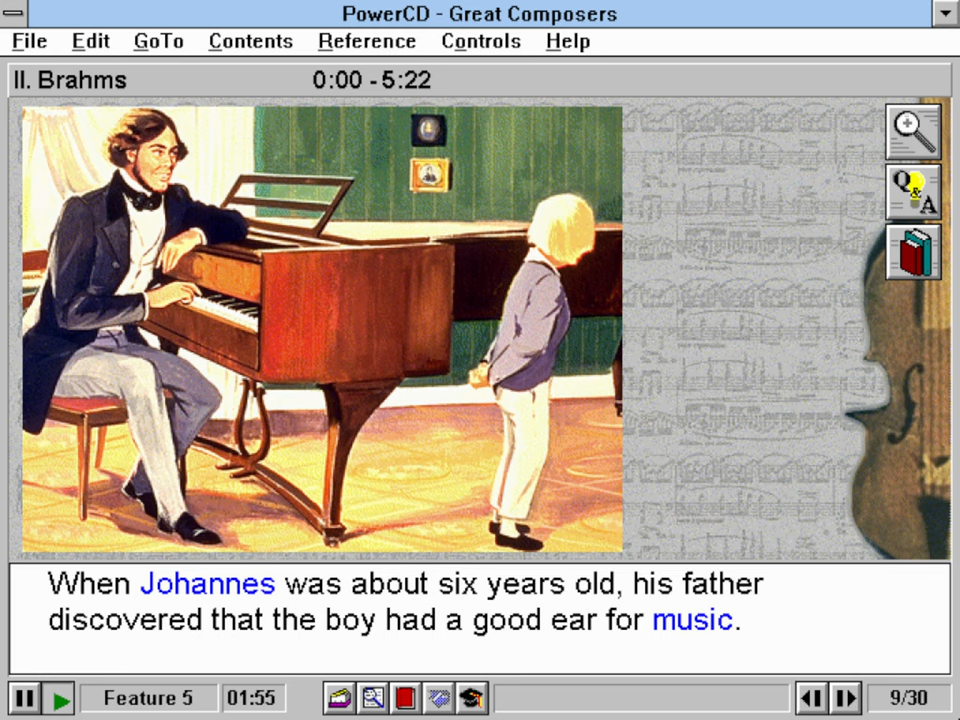 PowerCD - Great Composers
File Edit GoTo Contents Reference Controls Help
II. Brahms 0:00 - 5:22
Q & A
When Johannes was about six years old, his father
discovered that the boy had a good ear for music.
Feature 5 01:55 9/30